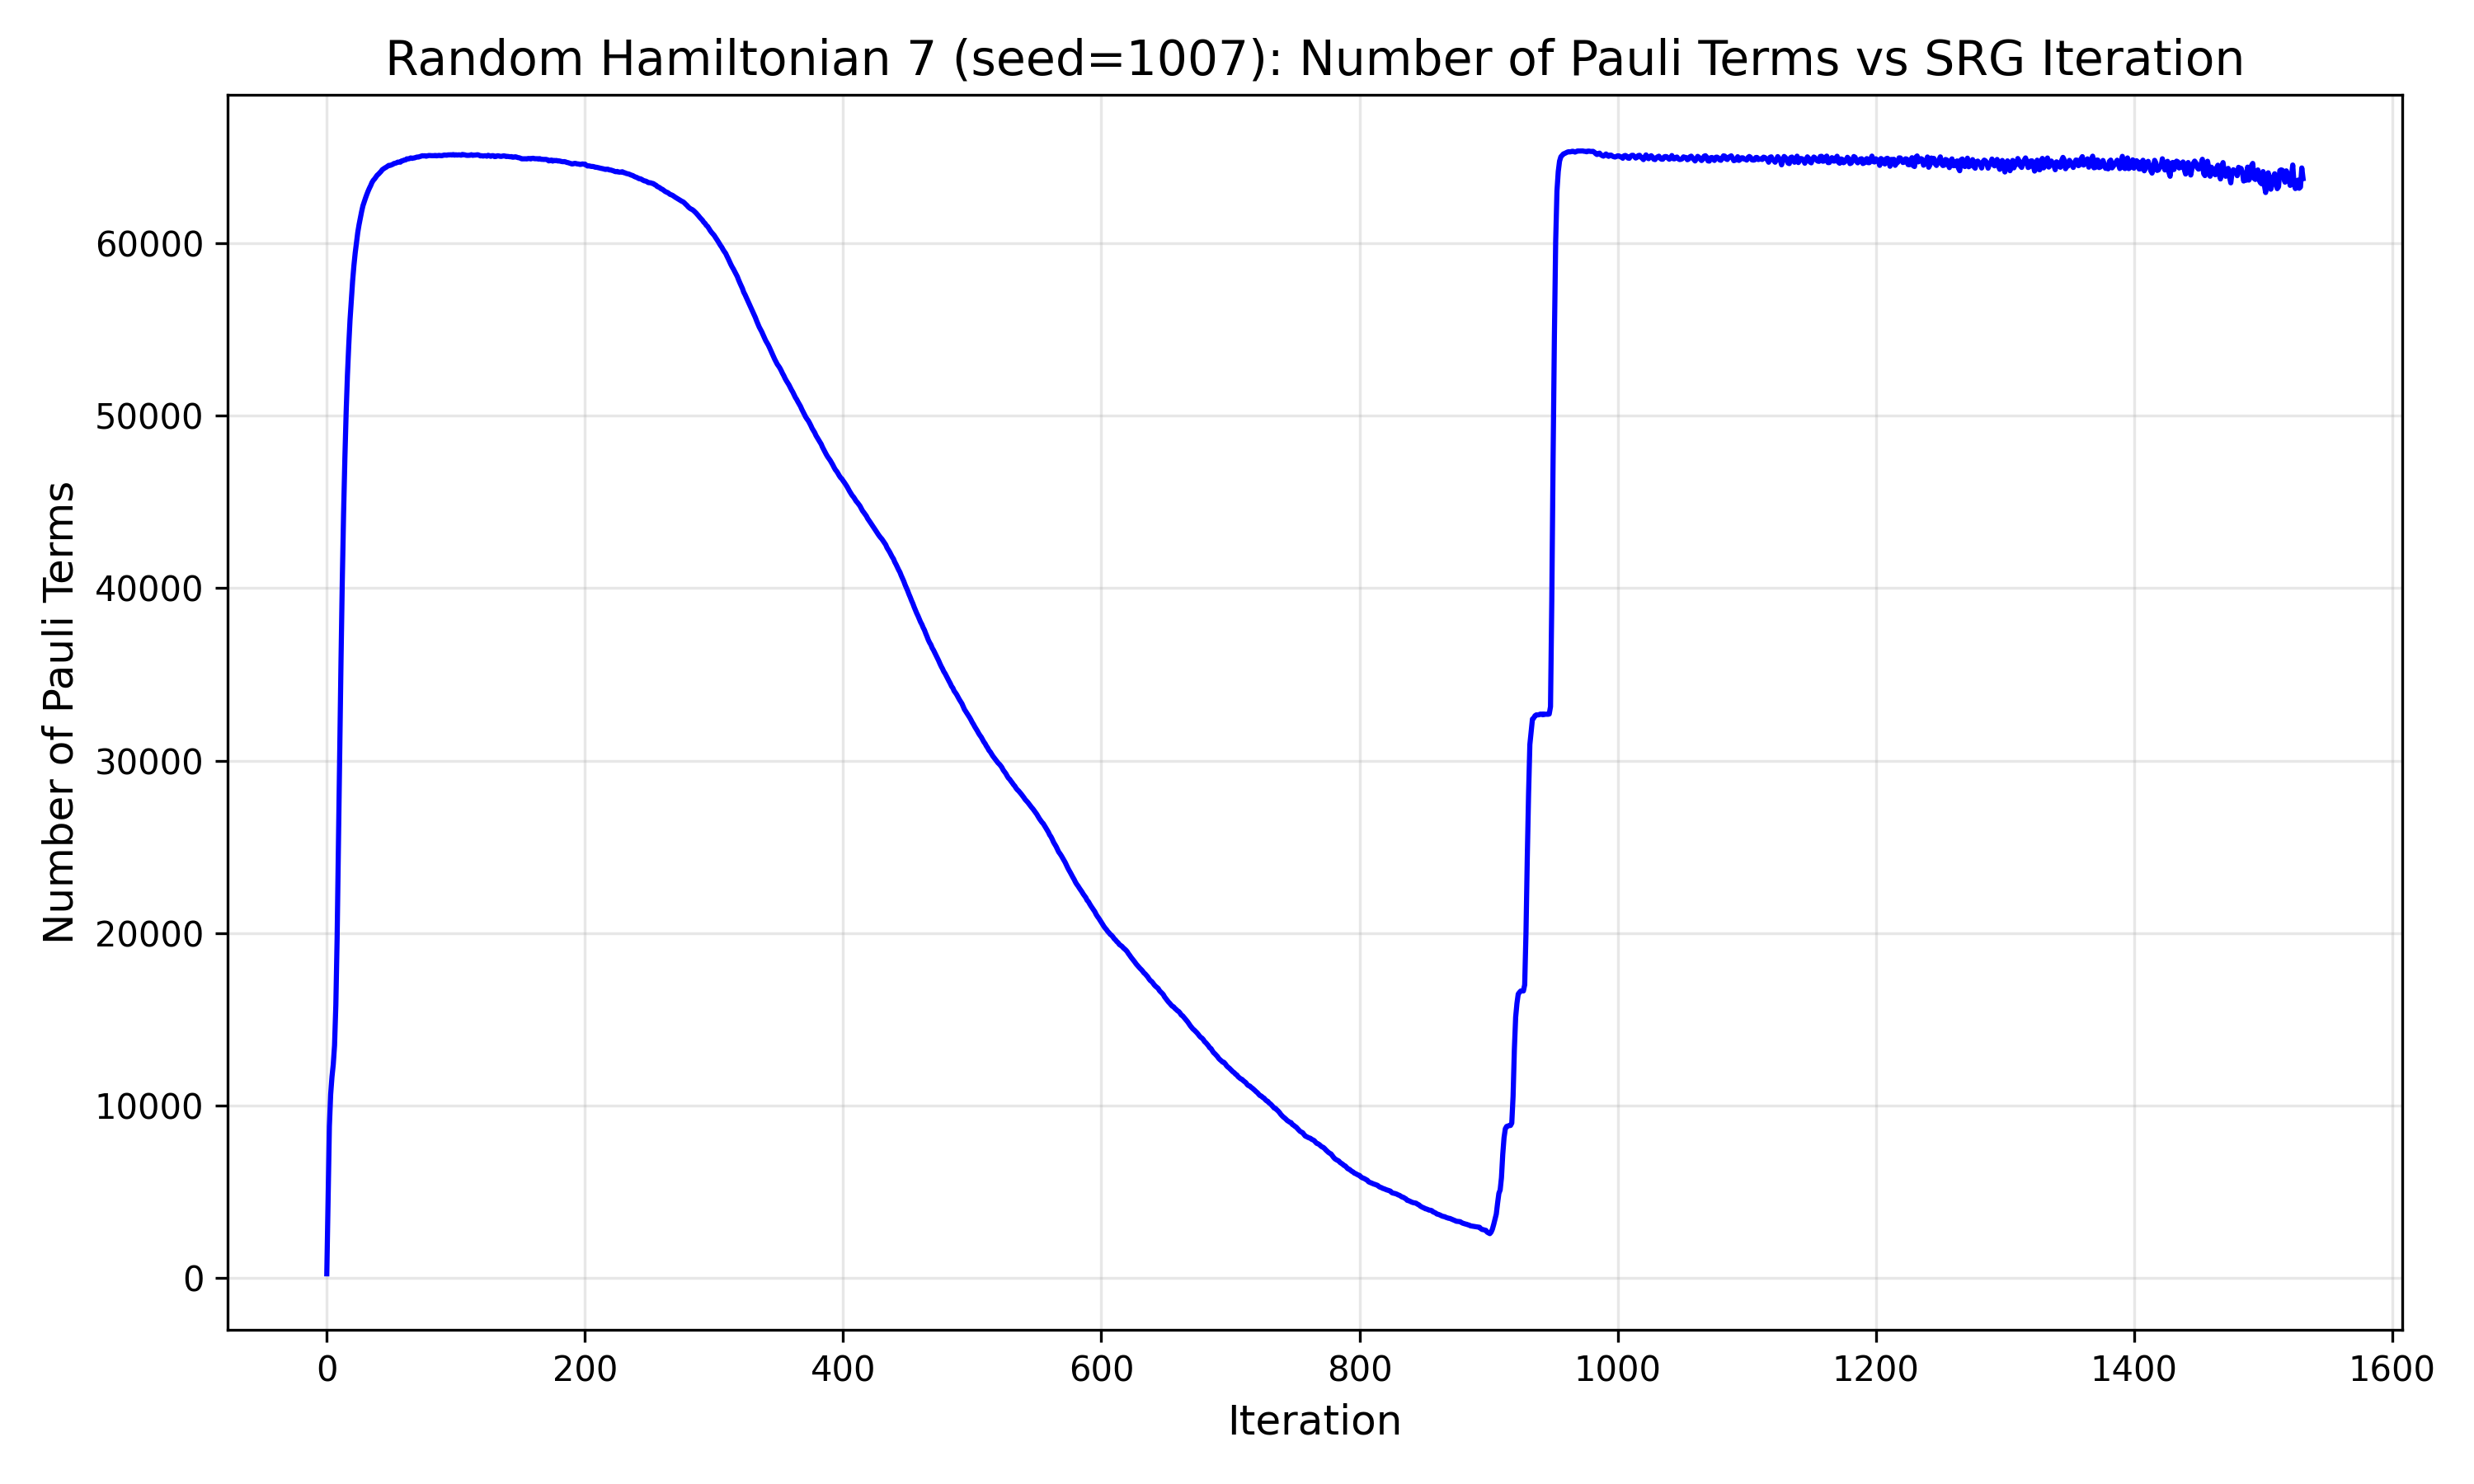 Random Hamiltonian 7 (seed=1007): Number of Pauli Terms vs SRG Iteration
Number of Pauli Terms
60000
50000
40000
30000
20000
10000
0
0 200 400 600 800 1000 1200 1400 1600
Iteration